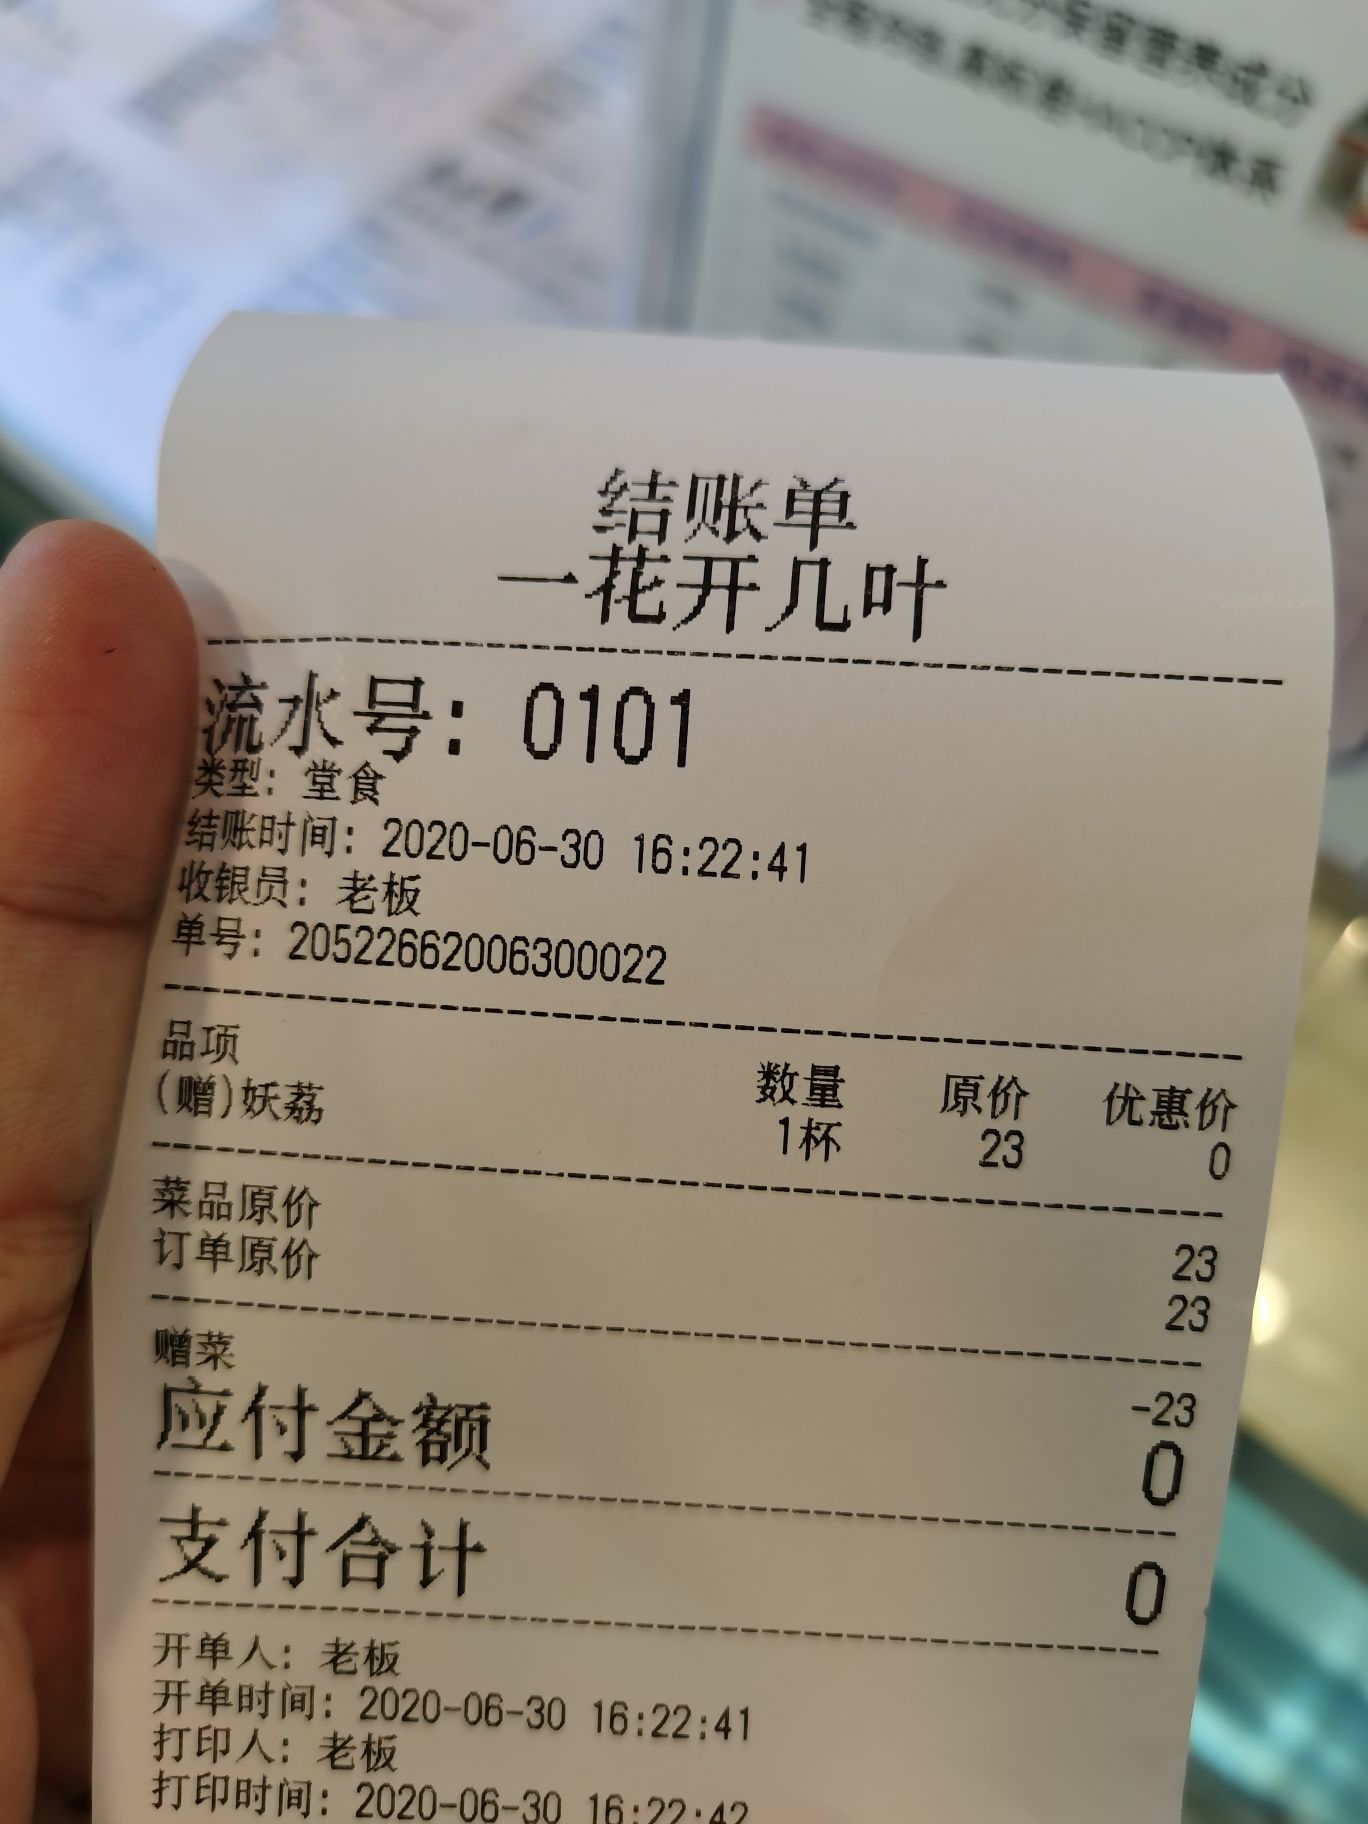 结账单
一花开几叶
流水号：0101
类型：堂食
结账时间：2020-06-30 16:22:41
收银员：老板
单号：20522662006300022
品项 数量 原价 优惠价
(赠)妖荔 1杯 23 0
菜品原价 23
订单原价 23
赠菜 -23
应付金额 0
支付合计 0
开单人：老板
开单时间：2020-06-30 16:22:41
打印人：老板
打印时间：2020-06-30 16:22:42